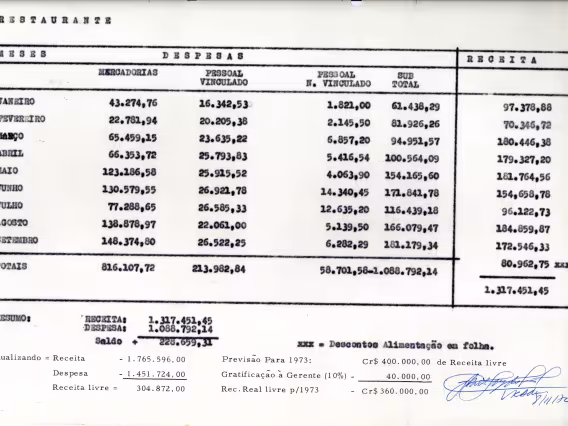 RESTAURANTE
MESES DESPESAS RECEITA
MERCADORIAS PESSOAL VINCULADO PESSOAL N. VINCULADO SUB TOTAL
JANEIRO 43.274,76 16.342,53 1.821,00 61.438,29 97.378,88
FEVEREIRO 22.781,94 20.205,38 2.145,50 81.926,26 70.346,72
MARÇO 65.459,15 23.635,22 6.857,20 94.951,57 180.446,38
ABRIL 66.353,72 25.793,83 5.416,54 100.564,09 179.327,20
MAIO 123.186,58 25.915,52 4.063,90 154.165,60 181.764,56
JUNHO 130.579,55 26.921,78 14.340,45 171.841,78 154,658,78
JULHO 77.288,65 26.585,33 12.635,20 116.439,18 96.122,73
AGOSTO 138.878,97 22.061,00 5.139,50 166.079,47 184.859,87
SETEMBRO 148.374,80 26.522,25 6.282,29 181.179,34 172.546,33
TOTAIS 816.107,72 213.982,84 58.701,58-1.088.792,14 80.962,75 xxx
1.317.451,45
RESUMO: RECEITA: 1.317.451,45
DESPESA: 1.088.792,14
Saldo + 228.659,31 xxx = Descontos Alimentação em folha.
ualizando = Receita - 1.765.596,00 Previsão Para 1973: Cr$ 400.000,00 de Receita livre
Despesa - 1.451.724,00 Gratificação à Gerente (10%) - 40.000,00
Receita livre = 304.872,00 Rec. Real livre p/1973 - Cr$ 360.000,00